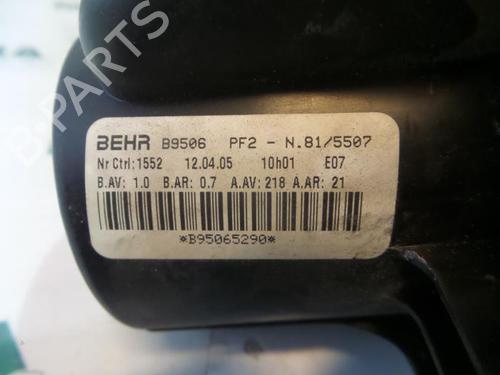 BEHR B9506 PF2 - N.81/5507
Nr Ctrl:1552 12.04.05 10h01 E07
B.AV: 1.0 B.AR: 0.7 A.AV: 218 A.AR: 21
*B95065290*
B-PARTS